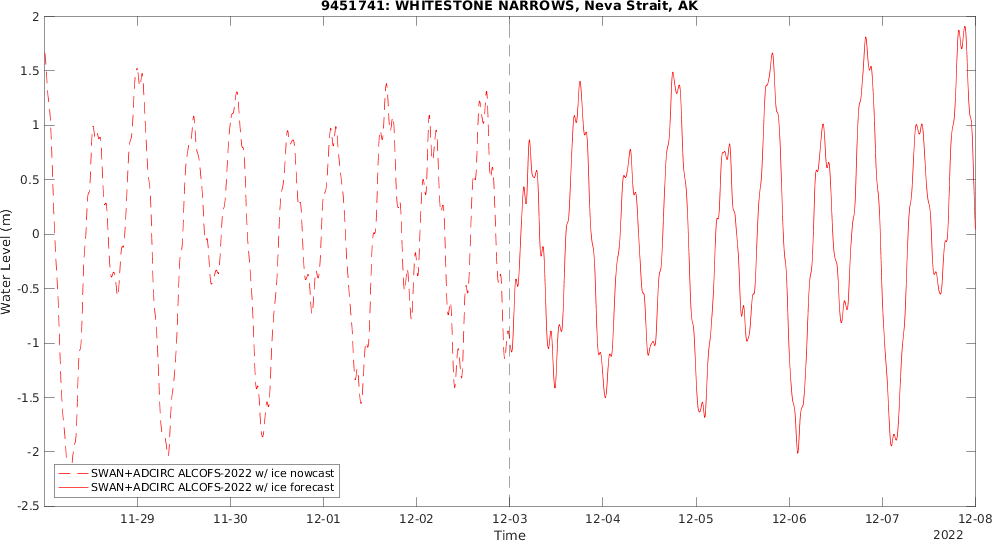 9451741: WHITESTONE NARROWS, Neva Strait, AK
2
1.5
1
0.5
0
-0.5
-1
-1.5
-2
-2.5
Water Level (m)
SWAN+ADCIRC ALCOFS-2022 w/ ice nowcast
SWAN+ADCIRC ALCOFS-2022 w/ ice forecast
11-29 11-30 12-01 12-02 12-03 12-04 12-05 12-06 12-07 12-08
Time
2022